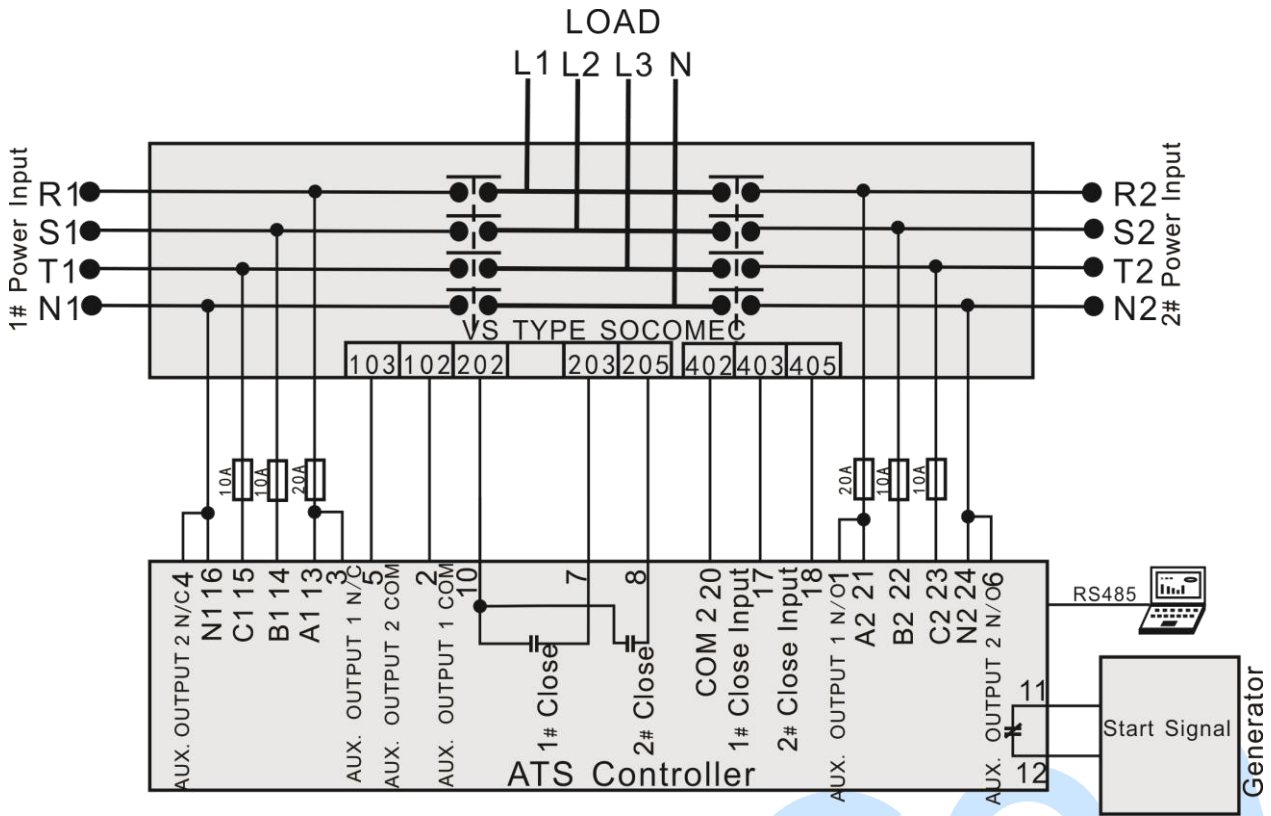 LOAD
L1 L2 L3 N
1# Power Input
R1
S1
T1
N1
R2
S2
T2
N2
2# Power Input
VS TYPE SOCOMEC
103 102 202 203 205 402 403 405
10A 10A 20A
20A 10A 10A
AUX. OUTPUT 2 N/C4
N1 16
C1 15
B1 14
A1 13
AUX. OUTPUT 1 N/C 3
AUX. OUTPUT 2 COM 5
AUX. OUTPUT 1 COM 2
10
1# Close 7
2# Close 8
COM 2 20
1# Close Input 17
2# Close Input 18
AUX. OUTPUT 1 N/O1
A2 21
B2 22
C2 23
N2 24
AUX. OUTPUT 2 N/O6
RS485
11
12
Start Signal
Generator
ATS Controller